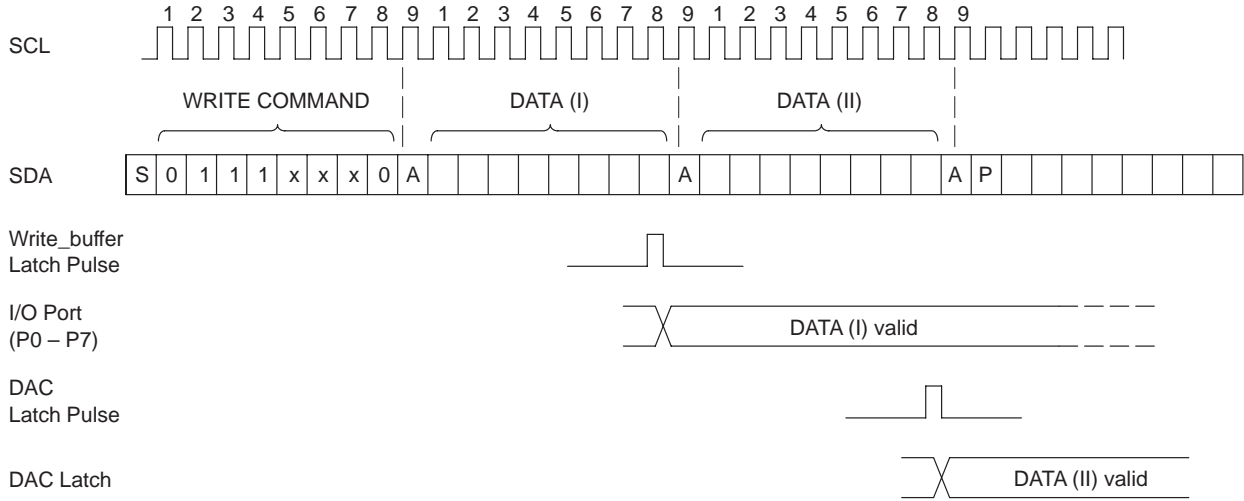 1 2 3 4 5 6 7 8 9 1 2 3 4 5 6 7 8 9 1 2 3 4 5 6 7 8 9
SCL
WRITE COMMAND DATA (I) DATA (II)
SDA S 0 1 1 1 x x x 0 A A A P
Write_buffer
Latch Pulse
I/O Port
(P0 – P7)
DATA (I) valid
DAC
Latch Pulse
DAC Latch DATA (II) valid